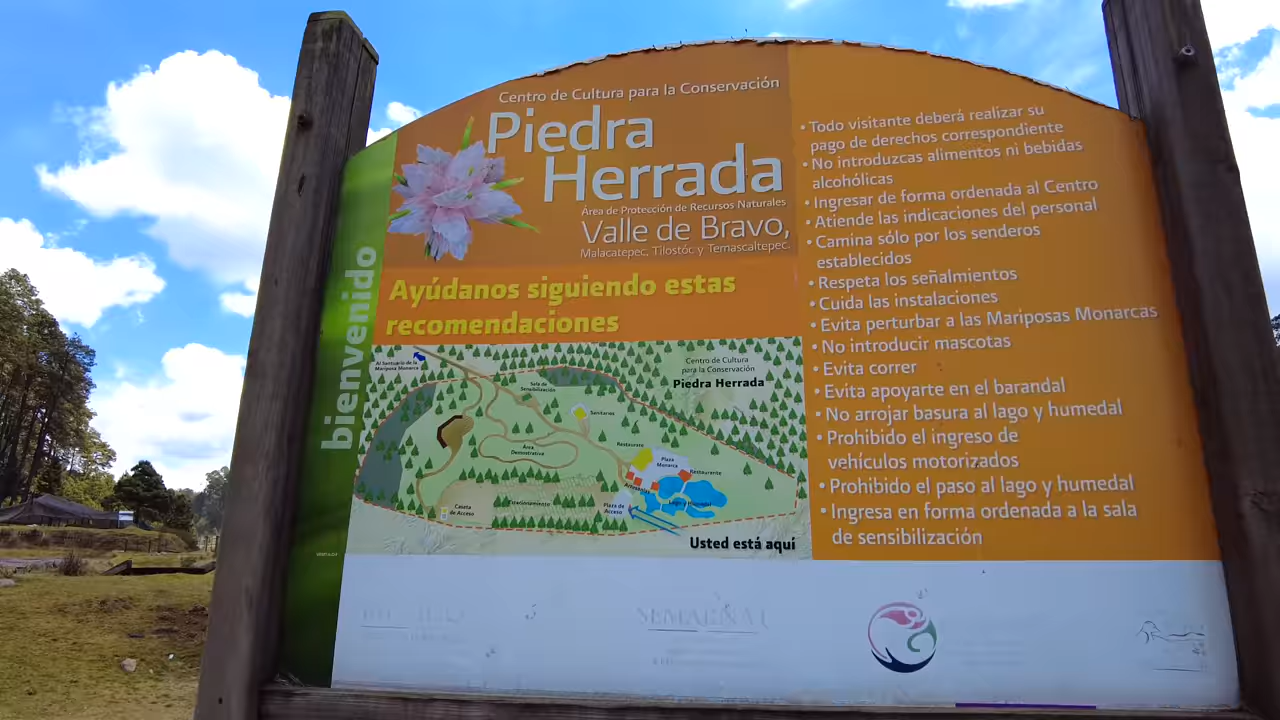 bienvenido
Centro de Cultura para la Conservación
Piedra
Herrada
Área de Protección de Recursos Naturales
Valle de Bravo,
Malacatepec, Tilostóc y Temascaltepec.
Ayúdanos siguiendo estas
recomendaciones
Al Santuario de la
Mariposa Monarca
Sala de
Sensibilización
Centro de Cultura
para la Conservación
Piedra Herrada
Sanitarios
Área
Demostrativa
Restaurante
Plaza
Monarca
Restaurante
Artesanías
Caseta
de Acceso
Estacionamiento
Plaza de
Acceso
Usted está aquí
• Todo visitante deberá realizar su
pago de derechos correspondiente
• No introduzcas alimentos ni bebidas
alcohólicas
• Ingresar de forma ordenada al Centro
• Atiende las indicaciones del personal
• Camina sólo por los senderos
establecidos
• Respeta los señalmientos
• Cuida las instalaciones
• Evita perturbar a las Mariposas Monarcas
• No introducir mascotas
• Evita correr
• Evita apoyarte en el barandal
• No arrojar basura al lago y humedal
• Prohibido el ingreso de
vehículos motorizados
• Prohibido el paso al lago y humedal
• Ingresa en forma ordenada a la sala
de sensibilización
SEMARNAT